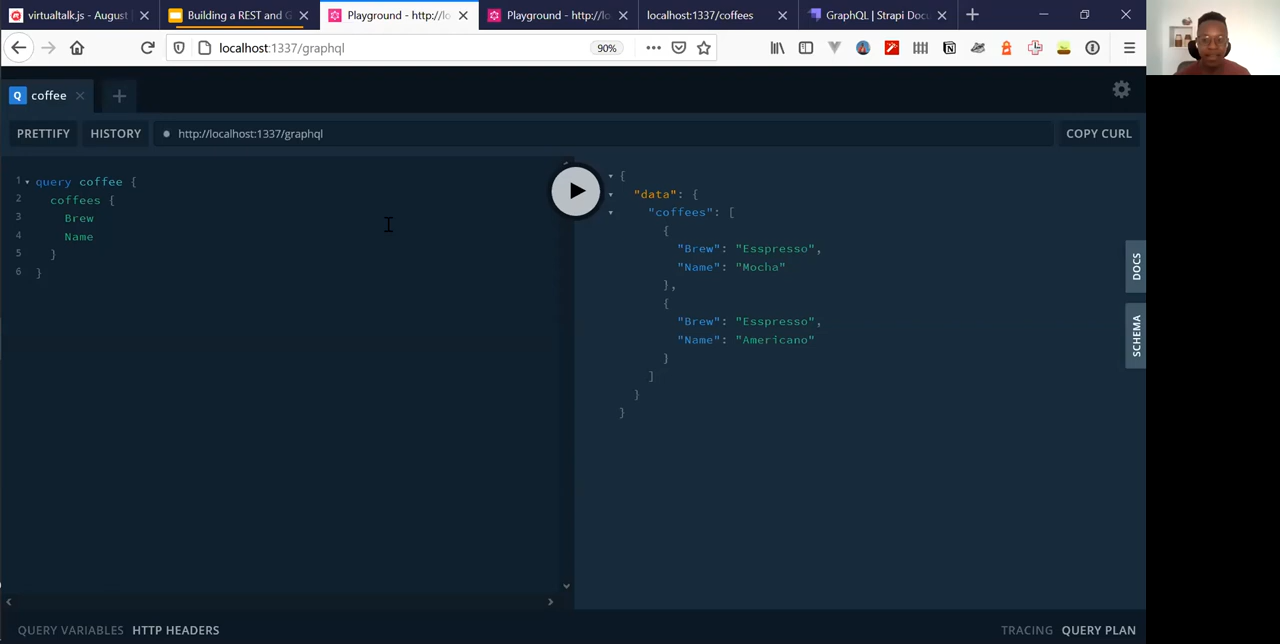 virtualtalk.js - August
Building a REST and G
Playground - http://lo
Playground - http://lo
localhost:1337/coffees
GraphQL | Strapi Docu
localhost:1337/graphql
90%
Q coffee
PRETTIFY
HISTORY
http://localhost:1337/graphql
COPY CURL
1 query coffee {
2 coffees {
3 Brew
4 Name
5 }
6 }
{
"data": {
"coffees": [
{
"Brew": "Esspresso",
"Name": "Mocha"
},
{
"Brew": "Esspresso",
"Name": "Americano"
}
]
}
}
DOCS
SCHEMA
QUERY VARIABLES HTTP HEADERS
TRACING QUERY PLAN